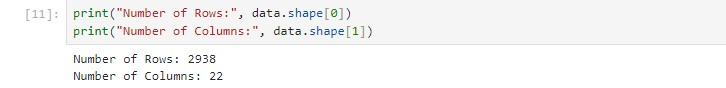 [11]: print("Number of Rows:", data.shape[0])
print("Number of Columns:", data.shape[1])
Number of Rows: 2938
Number of Columns: 22